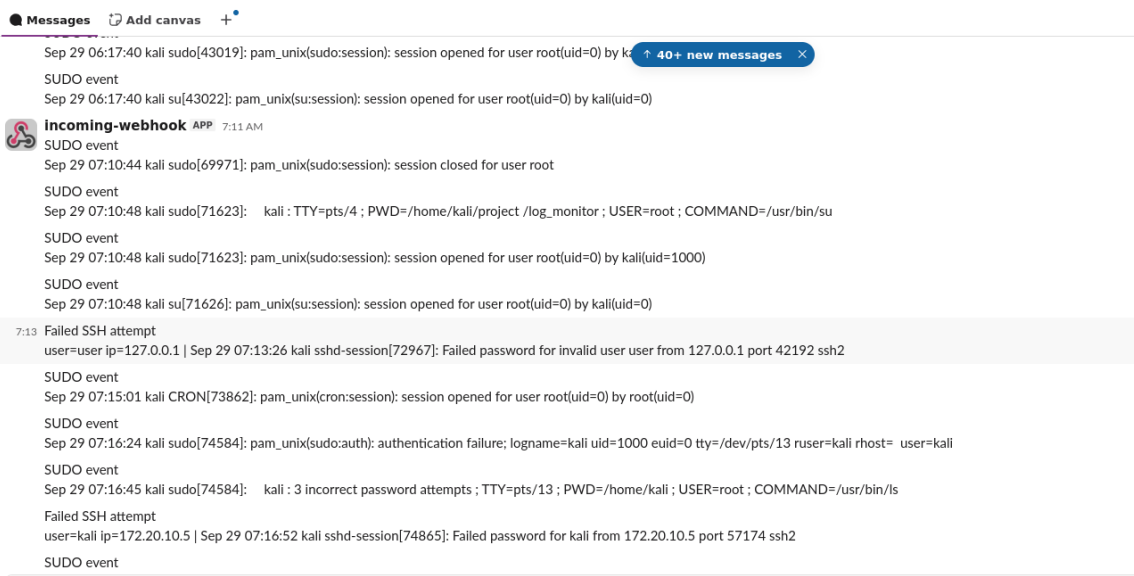 Messages Add canvas +
Sep 29 06:17:40 kali sudo[43019]: pam_unix(sudo:session): session opened for user root(uid=0) by
↑ 40+ new messages ×
SUDO event
Sep 29 06:17:40 kali su[43022]: pam_unix(su:session): session opened for user root(uid=0) by kali(uid=0)
incoming-webhook APP 7:11 AM
SUDO event
Sep 29 07:10:44 kali sudo[69971]: pam_unix(sudo:session): session closed for user root
SUDO event
Sep 29 07:10:48 kali sudo[71623]: kali : TTY=pts/4 ; PWD=/home/kali/project /log_monitor ; USER=root ; COMMAND=/usr/bin/su
SUDO event
Sep 29 07:10:48 kali sudo[71623]: pam_unix(sudo:session): session opened for user root(uid=0) by kali(uid=1000)
SUDO event
Sep 29 07:10:48 kali su[71626]: pam_unix(su:session): session opened for user root(uid=0) by kali(uid=0)
7:13 Failed SSH attempt
user=user ip=127.0.0.1 | Sep 29 07:13:26 kali sshd-session[72967]: Failed password for invalid user user from 127.0.0.1 port 42192 ssh2
SUDO event
Sep 29 07:15:01 kali CRON[73862]: pam_unix(cron:session): session opened for user root(uid=0) by root(uid=0)
SUDO event
Sep 29 07:16:24 kali sudo[74584]: pam_unix(sudo:auth): authentication failure; logname=kali uid=1000 euid=0 tty=/dev/pts/13 ruser=kali rhost= user=kali
SUDO event
Sep 29 07:16:45 kali sudo[74584]: kali : 3 incorrect password attempts ; TTY=pts/13 ; PWD=/home/kali ; USER=root ; COMMAND=/usr/bin/ls
Failed SSH attempt
user=kali ip=172.20.10.5 | Sep 29 07:16:52 kali sshd-session[74865]: Failed password for kali from 172.20.10.5 port 57174 ssh2
SUDO event